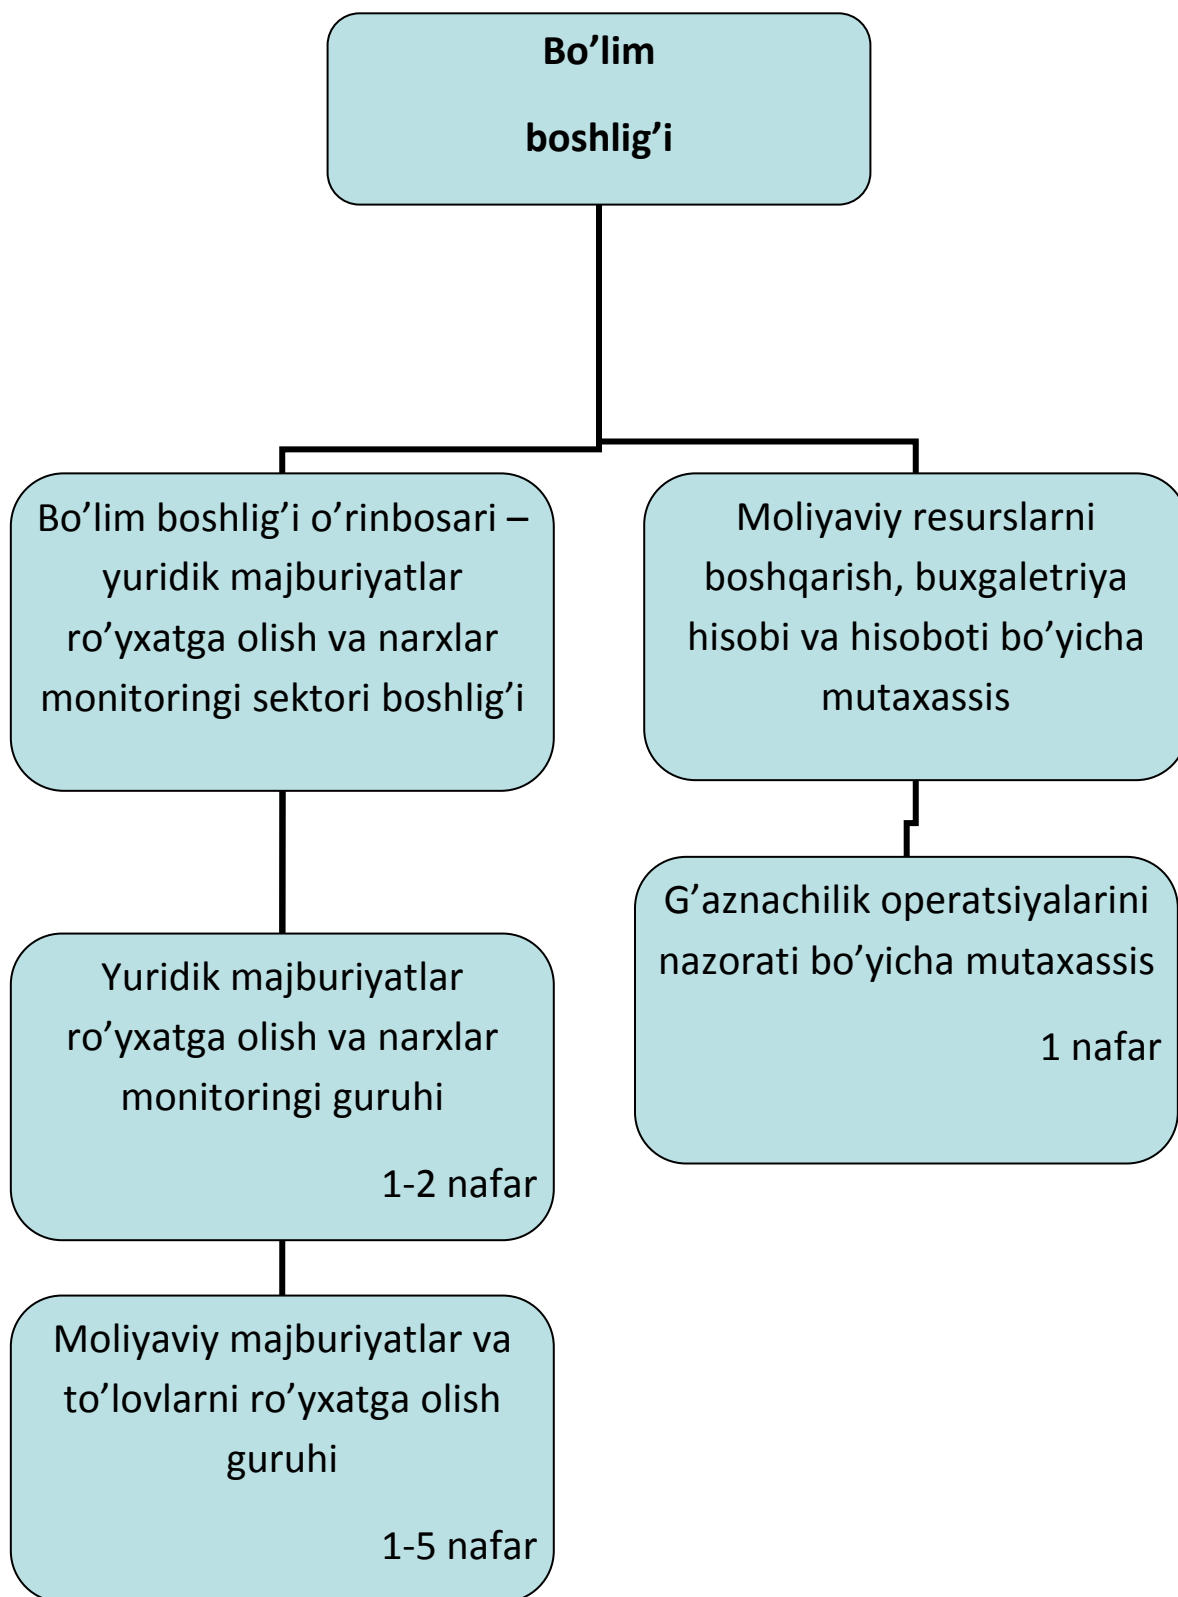 Bo’lim
boshlig’i
Bo’lim boshlig’i o’rinbosari –
yuridik majburiyatlar
ro’yxatga olish va narxlar
monitoringi sektori boshlig’i
Moliyaviy resurslarni
boshqarish, buxgaletriya
hisobi va hisoboti bo’yicha
mutaxassis
Yuridik majburiyatlar
ro’yxatga olish va narxlar
monitoringi guruhi
1-2 nafar
G’aznachilik operatsiyalarini
nazorati bo’yicha mutaxassis
1 nafar
Moliyaviy majburiyatlar va
to’lovlarni ro’yxatga olish
guruhi
1-5 nafar